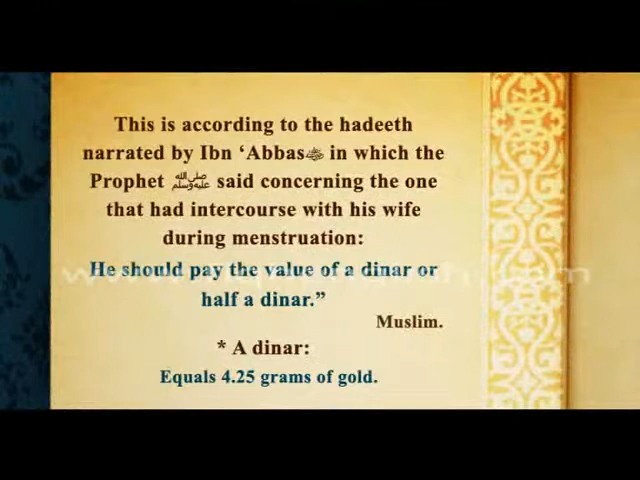 This is according to the hadeeth
narrated by Ibn ‘Abbas in which the
Prophet ﷺ said concerning the one
that had intercourse with his wife
during menstruation:
He should pay the value of a dinar or
half a dinar.”
Muslim.
* A dinar:
Equals 4.25 grams of gold.